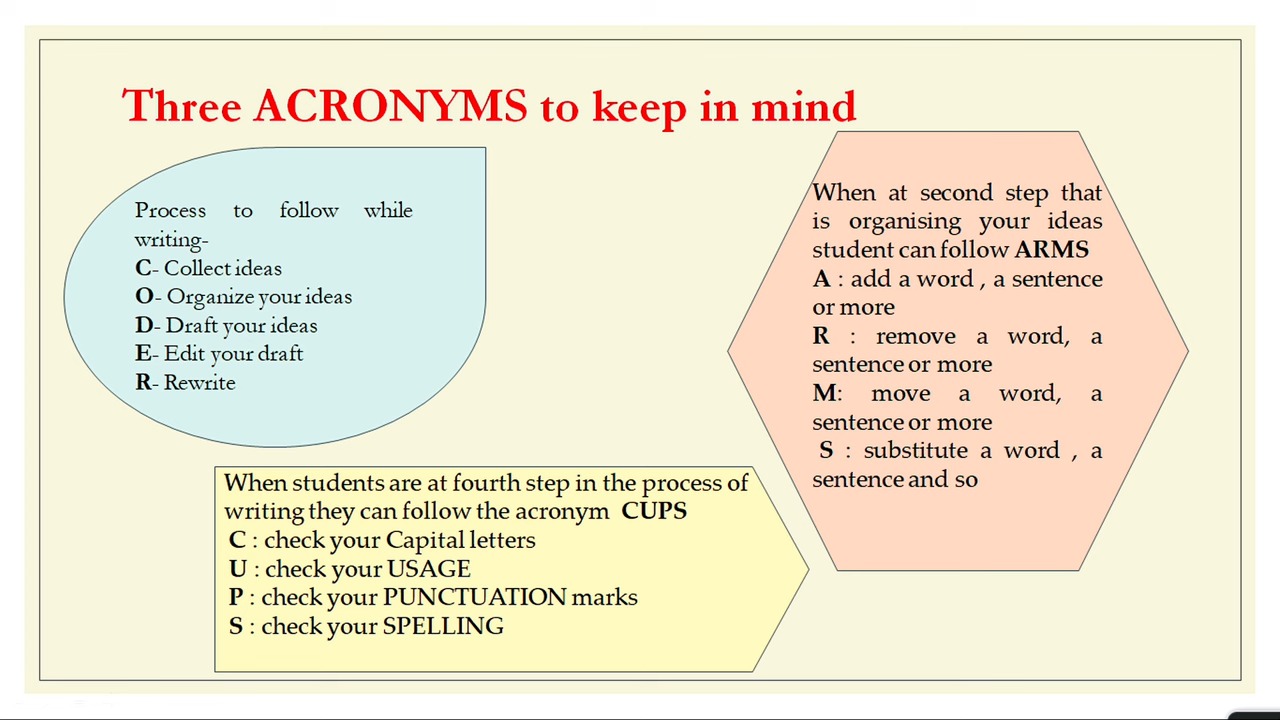 Three ACRONYMS to keep in mind
Process to follow while
writing-
C- Collect ideas
O- Organize your ideas
D- Draft your ideas
E- Edit your draft
R- Rewrite
When at second step that
is organising your ideas
student can follow ARMS
A : add a word , a sentence
or more
R : remove a word, a
sentence or more
M: move a word, a
sentence or more
S : substitute a word , a
sentence and so
When students are at fourth step in the process of
writing they can follow the acronym CUPS
C : check your Capital letters
U : check your USAGE
P : check your PUNCTUATION marks
S : check your SPELLING